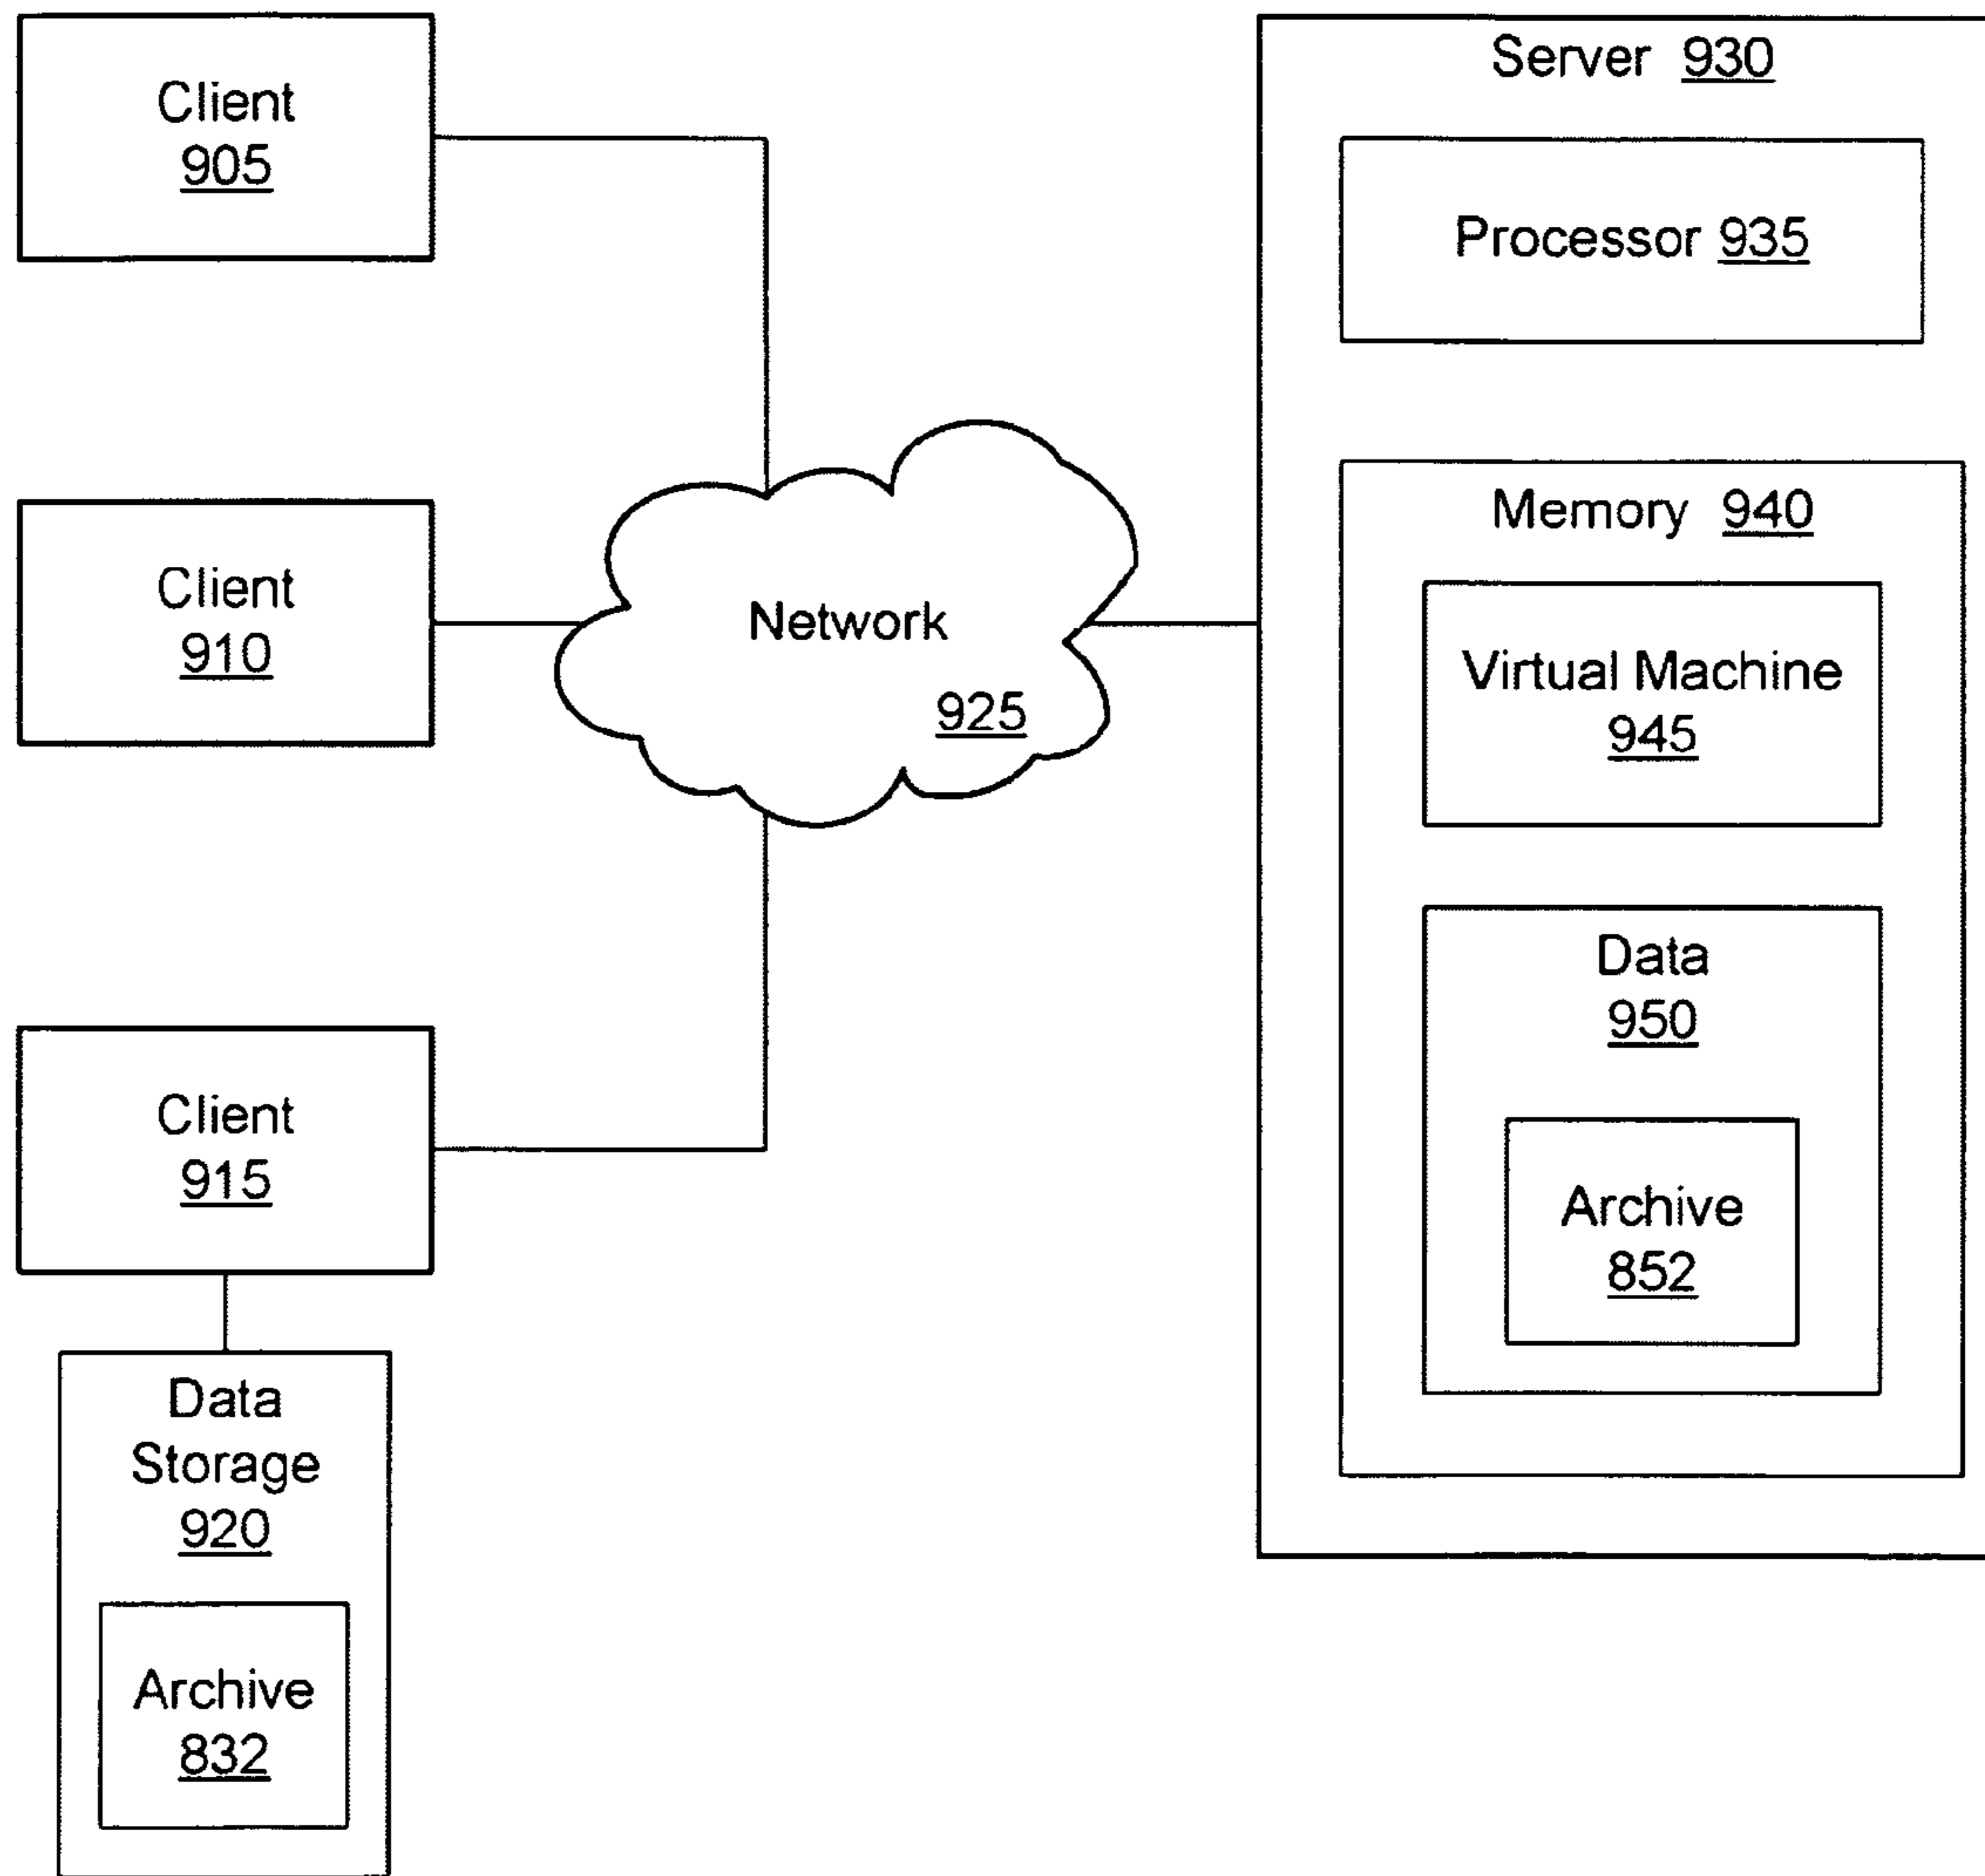 Client
905
Client
910
Client
915
Data
Storage
920
Archive
832
Network
925
Server 930
Processor 935
Memory 940
Virtual Machine
945
Data
950
Archive
852